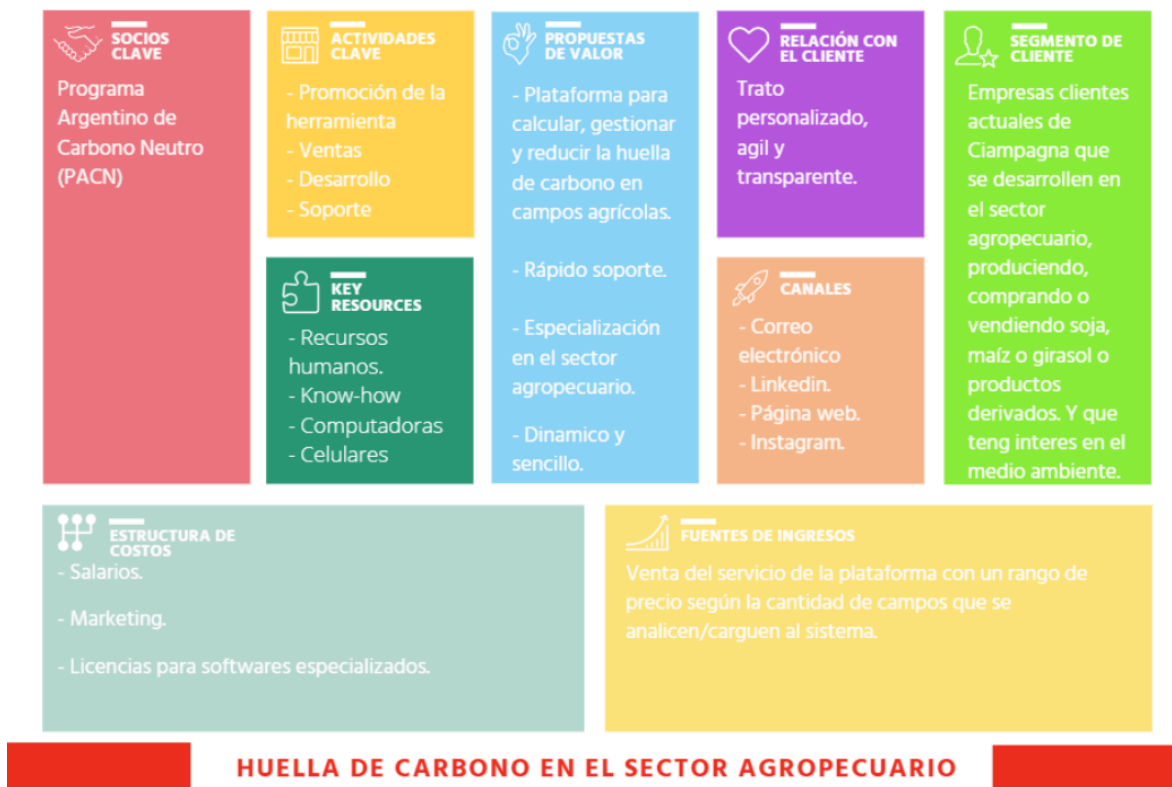 SOCIOS
CLAVE
Programa
Argentino de
Carbono Neutro
(PACN)
ACTIVIDADES
CLAVE
- Promoción de la
herramienta
- Ventas
- Desarrollo
- Soporte
KEY
RESOURCES
- Recursos
humanos.
- Know-how
- Computadoras
- Celulares
PROPUESTAS
DE VALOR
- Plataforma para
calcular, gestionar
y reducir la huella
de carbono en
campos agrícolas.
- Rápido soporte.
- Especialización
en el sector
agropecuario.
- Dinamico y
sencillo.
RELACIÓN CON
EL CLIENTE
Trato
personalizado,
agil y
transparente.
CANALES
- Correo
electrónico
- Linkedin.
- Página web.
- Instagram.
SEGMENTO DE
CLIENTE
Empresas clientes
actuales de
Ciampagna que
se desarrollen en
el sector
agropecuario,
produciendo,
comprando o
vendiendo soja,
maíz o girasol o
productos
derivados. Y que
teng interes en el
medio ambiente.
ESTRUCTURA DE
COSTOS
- Salarios.
- Marketing.
- Licencias para softwares especializados.
FUENTES DE INGRESOS
Venta del servicio de la plataforma con un rango de
precio según la cantidad de campos que se
analicen/carguen al sistema.
HUELLA DE CARBONO EN EL SECTOR AGROPECUARIO